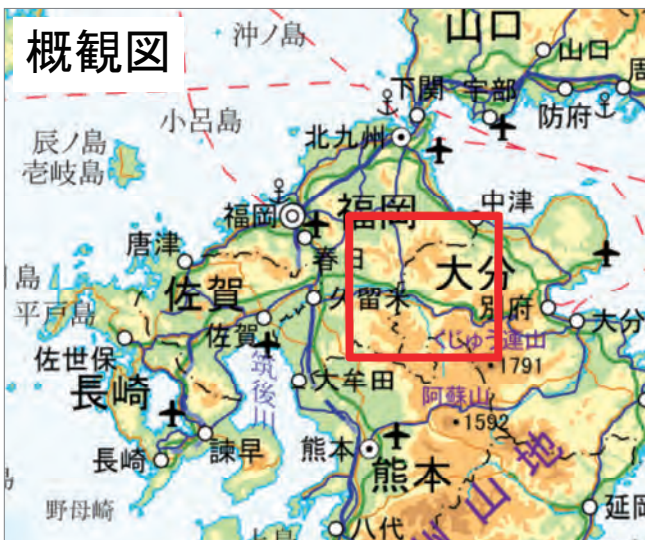 概観図
沖ノ島
山口
山口
下関
宇部
防府
周
小呂島
北九州
辰ノ島
壱岐島
福岡
福岡
中津
春日
唐津
大分
佐賀
久留米
別府
大分
島
平戸島
佐賀
くじゅう連山
佐世保
筑後川
1791
大牟田
長崎
阿蘇山
1592
諫早
熊本
長崎
熊本
山地
延岡
野母崎
八代